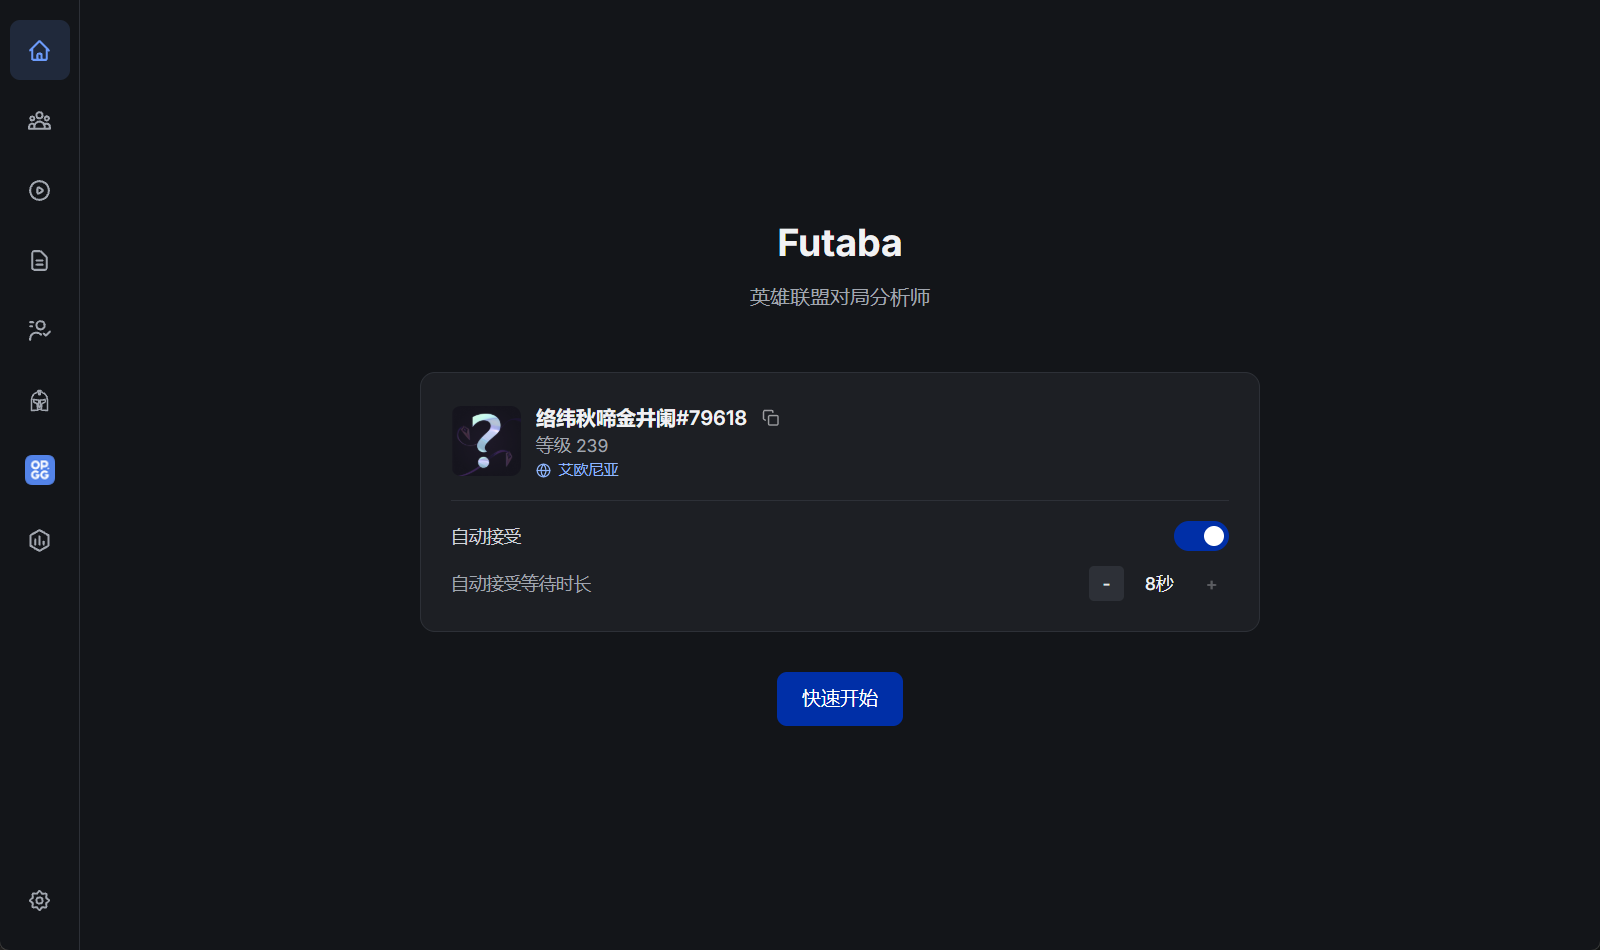 Futaba
英雄联盟对局分析师
络纬秋啼金井阑#79618
等级 239
艾欧尼亚
自动接受
自动接受等待时长
- 8秒 +
快速开始
OP.
GG